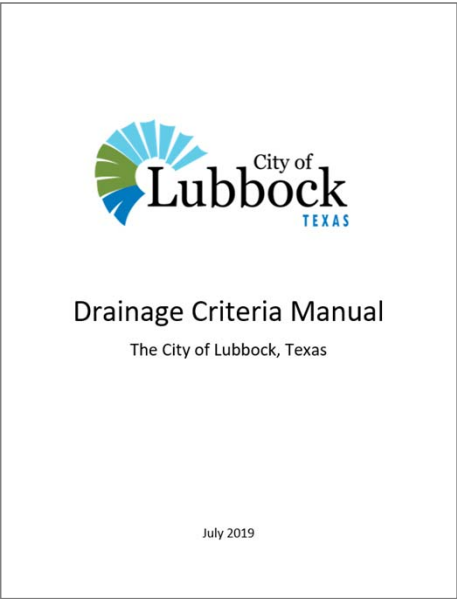 City of
Lubbock
TEXAS
Drainage Criteria Manual
The City of Lubbock, Texas
July 2019